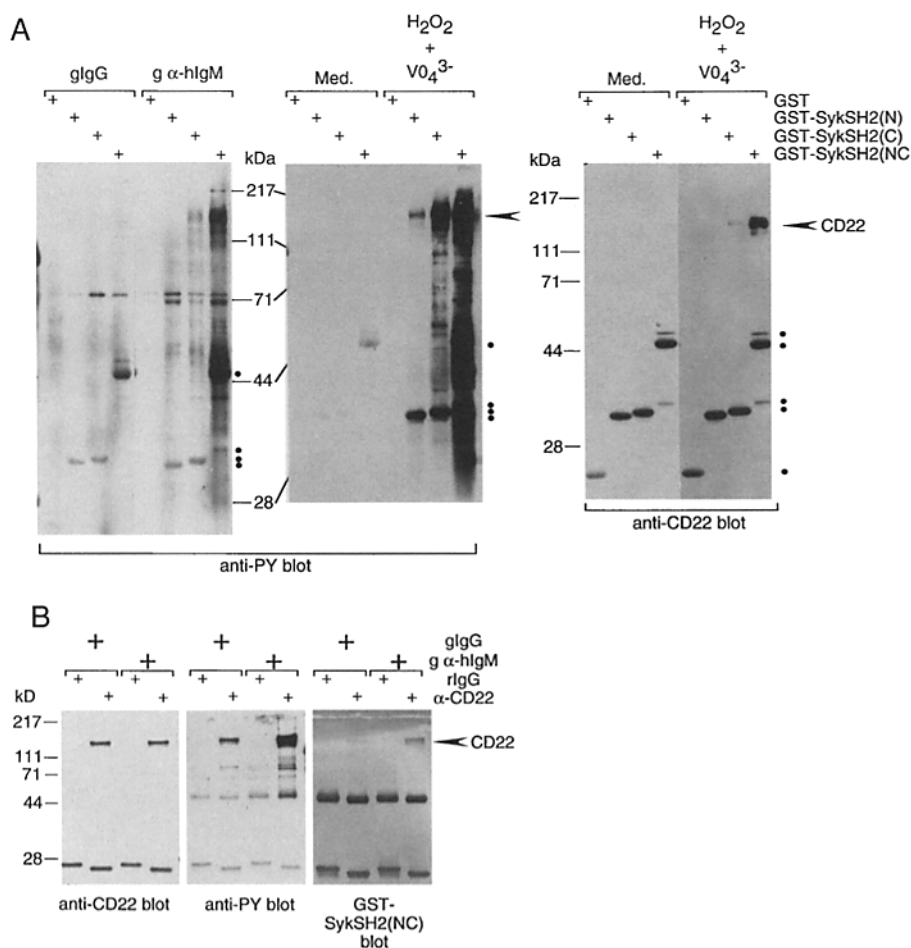 A
gIgG
g α-hIgM
Med.
H2O2
+
VO4 3-
Med.
H2O2
+
VO4 3-
+ + GST
+ + GST-SykSH2(N)
+ + GST-SykSH2(C)
+ + GST-SykSH2(NC
kDa
217
111
71
44
28
kDa
217
111
71
44
28
CD22
anti-PY blot
anti-CD22 blot
B
+ + + gIgG
+ + + g α-hIgM
+ + + + + + rIgG
+ + + + + + α-CD22
kD
217
111
71
44
28
CD22
anti-CD22 blot
anti-PY blot
GST-
SykSH2(NC)
blot